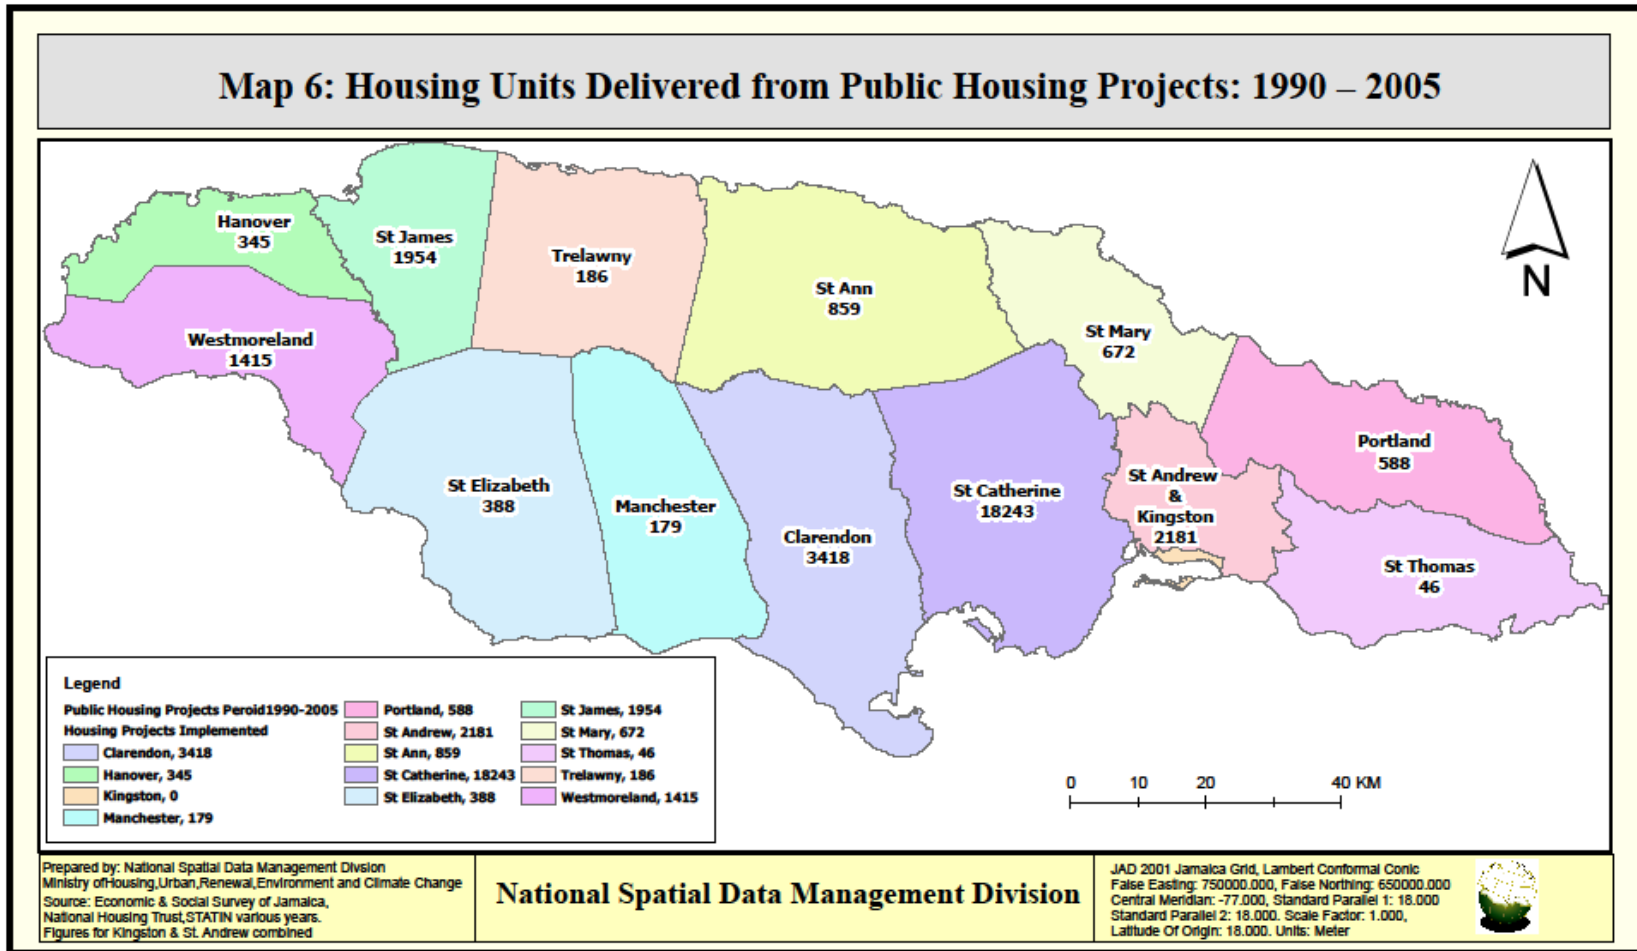 Map 6: Housing Units Delivered from Public Housing Projects: 1990 – 2005
Hanover
345
St James
1954
Trelawny
186
St Ann
859
St Mary
672
Westmoreland
1415
Portland
588
St Elizabeth
388
Manchester
179
Clarendon
3418
St Catherine
18243
St Andrew
&
Kingston
2181
St Thomas
46
N
Legend
Public Housing Projects Peroid1990-2005
Housing Projects Implemented
Clarendon, 3418
Hanover, 345
Kingston, 0
Manchester, 179
Portland, 588
St Andrew, 2181
St Ann, 859
St Catherine, 18243
St Elizabeth, 388
St James, 1954
St Mary, 672
St Thomas, 46
Trelawny, 186
Westmoreland, 1415
0 10 20 40 KM
Prepared by: National Spatial Data Management Divsion
Ministry ofHousing,Urban,Renewal,Environment and Climate Change
Source: Economic & Social Survey of Jamaica,
National Housing Trust,STATIN various years.
Figures for Kingston & St. Andrew combined
National Spatial Data Management Division
JAD 2001 Jamaica Grid, Lambert Conformal Conic
False Easting: 750000.000, False Northing: 650000.000
Central Meridian: -77.000, Standard Parallel 1: 18.000
Standard Parallel 2: 18.000. Scale Factor: 1.000,
Latitude Of Origin: 18.000. Units: Meter